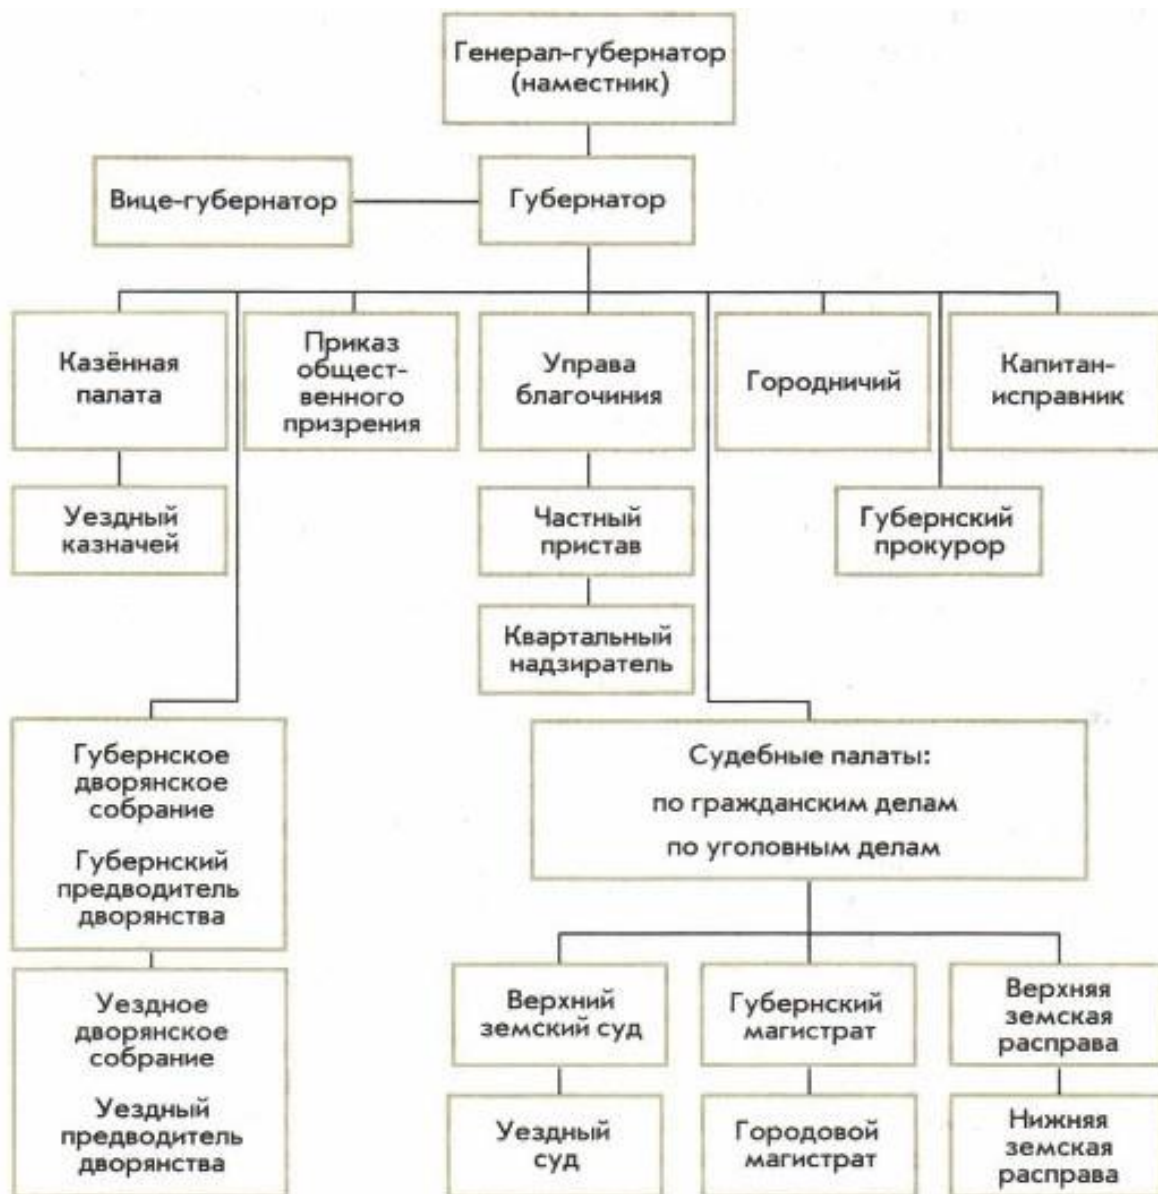 Генерал-губернатор
(наместник)
Вице-губернатор
Губернатор
Казённая
палата
Приказ
общест-
венного
призрения
Управа
благочиния
Городничий
Капитан-
исправник
Уездный
казначей
Частный
пристав
Губернский
прокурор
Квартальный
надзиратель
Губернское
дворянское
собрание
Губернский
предводитель
дворянства
Судебные палаты:
по гражданским делам
по уголовным делам
Уездное
дворянское
собрание
Уездный
предводитель
дворянства
Верхний
земский суд
Губернский
магистрат
Верхняя
земская
расправа
Уездный
суд
Городовой
магистрат
Нижняя
земская
расправа